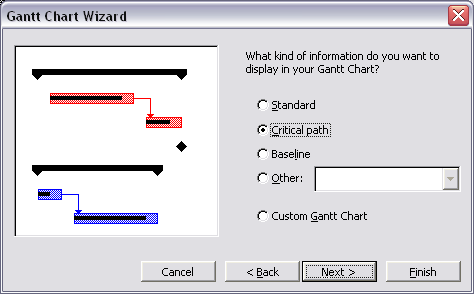 Gantt Chart Wizard
What kind of information do you want to
display in your Gantt Chart?
Standard
Critical path
Baseline
Other:
Custom Gantt Chart
Cancel
< Back
Next >
Finish